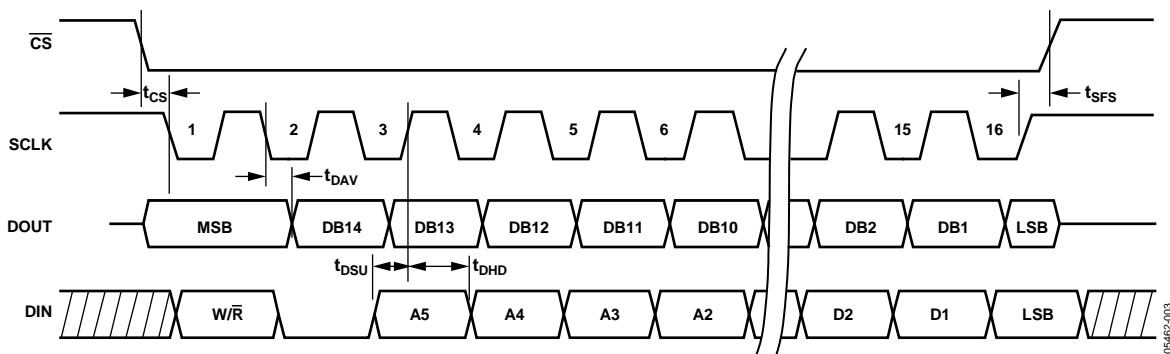 CS
tCS
tSFS
SCLK
1 2 3 4 5 6 15 16
tDAV
DOUT
MSB DB14 DB13 DB12 DB11 DB10 DB2 DB1 LSB
tDSU tDHD
DIN
W/R A5 A4 A3 A2 D2 D1 LSB
05462-003